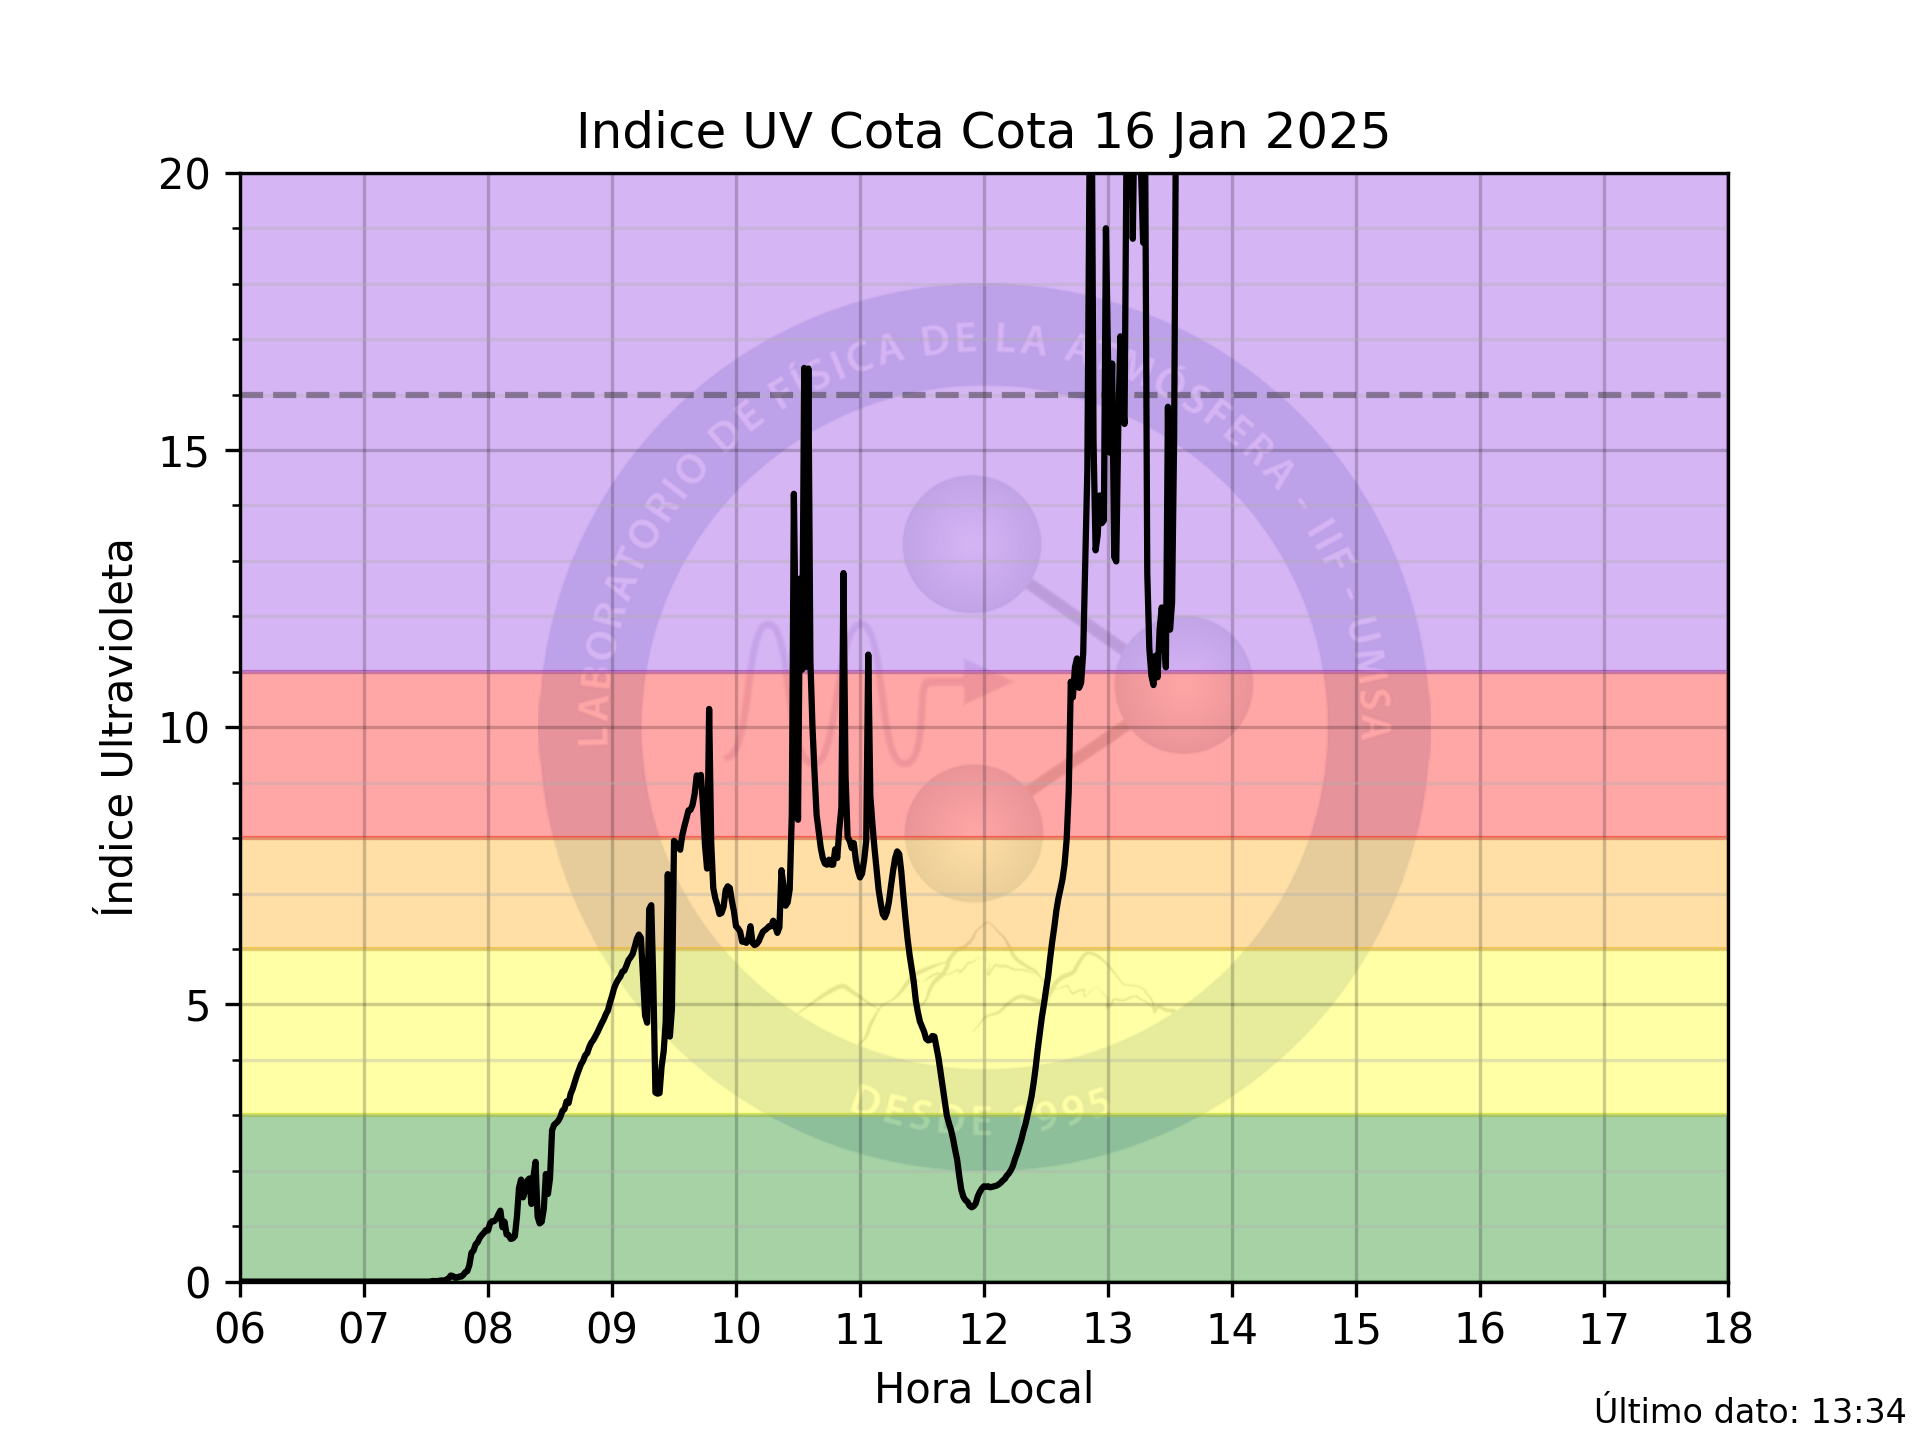 Indice UV Cota Cota 16 Jan 2025
20
15
10
5
0
Índice Ultravioleta
LABORATORIO DE FÍSICA DE LA ATMÓSFERA - IIF - UMSA
DESDE 1995
06 07 08 09 10 11 12 13 14 15 16 17 18
Hora Local
Último dato: 13:34